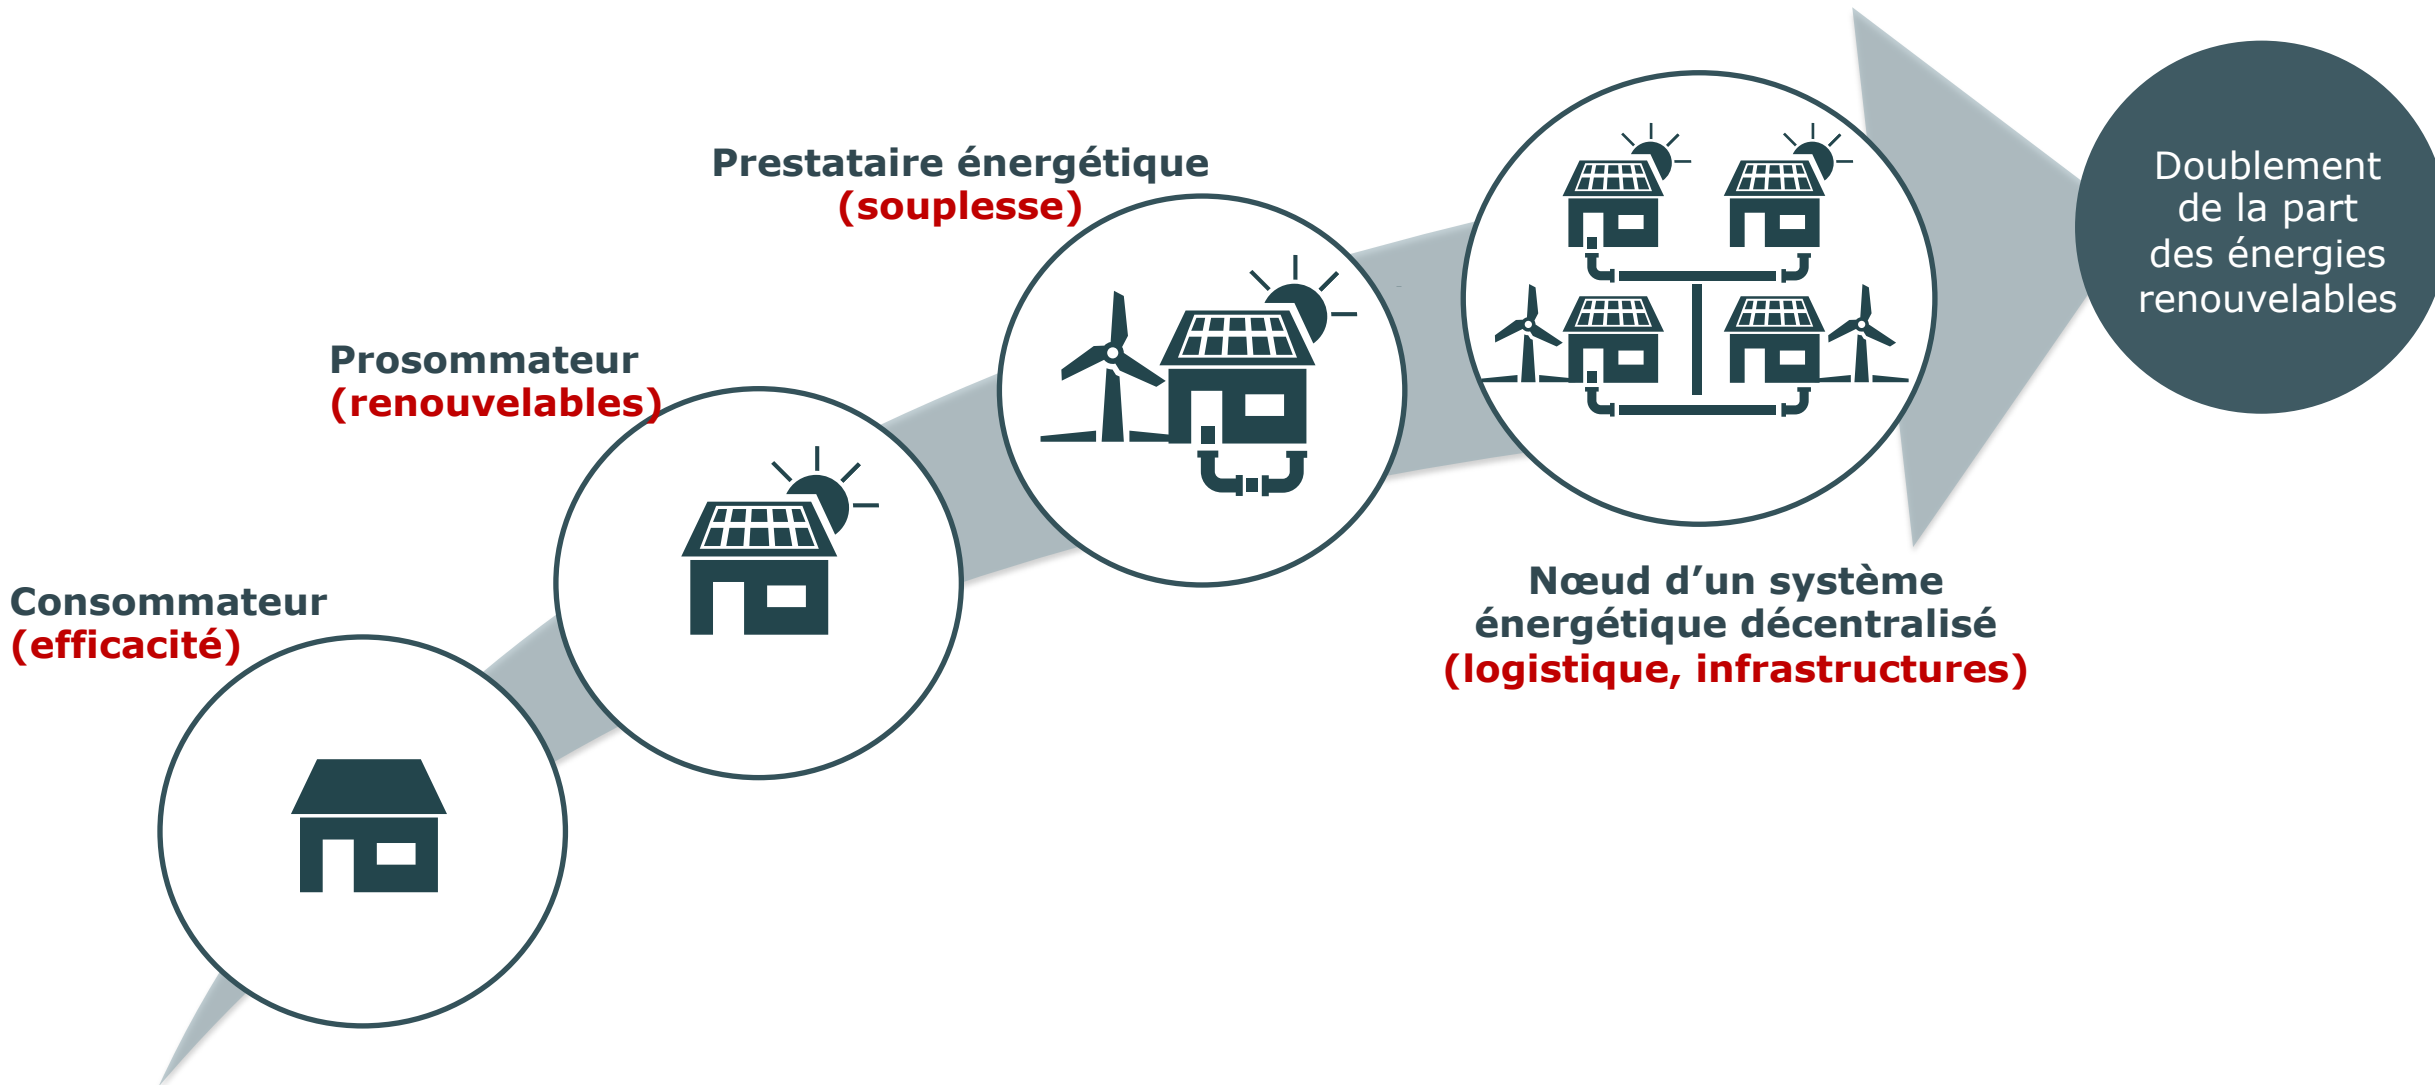 Consommateur
(efficacité)
Prosommateur
(renouvelables)
Prestataire énergétique
(souplesse)
Nœud d’un système
énergétique décentralisé
(logistique, infrastructures)
Doublement
de la part
des énergies
renouvelables